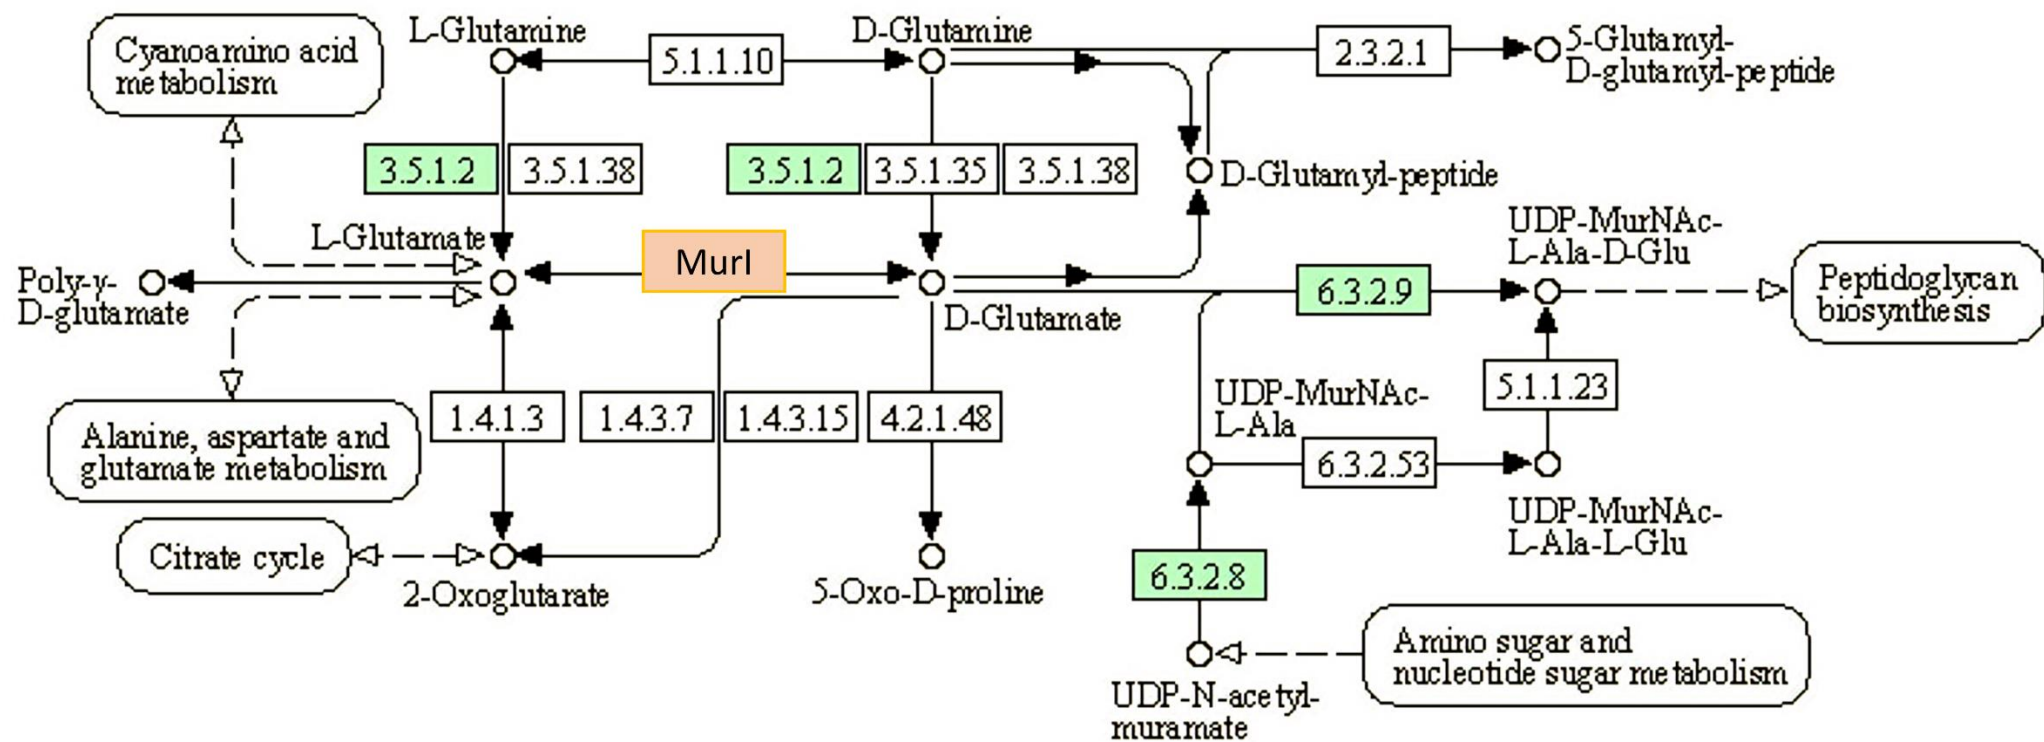 Cyanoamino acid
metabolism
L-Glutamine
5.1.1.10
D-Glutamine
2.3.2.1
5-Glutamyl-
D-glutamyl-peptide
3.5.1.2
3.5.1.38
3.5.1.2
3.5.1.35
3.5.1.38
D-Glutamyl-peptide
L-Glutamate
MurI
UDP-MurNAc-
L-Ala-D-Glu
Poly-γ-
D-glutamate
D-Glutamate
6.3.2.9
Peptidoglycan
biosynthesis
Alanine, aspartate and
glutamate metabolism
1.4.1.3
1.4.3.7
1.4.3.15
4.2.1.48
UDP-MurNAc-
L-Ala
5.1.1.23
6.3.2.53
UDP-MurNAc-
L-Ala-L-Glu
Citrate cycle
2-Oxoglutarate
5-Oxo-D-proline
6.3.2.8
Amino sugar and
nucleotide sugar metabolism
UDP-N-acetyl-
muramate